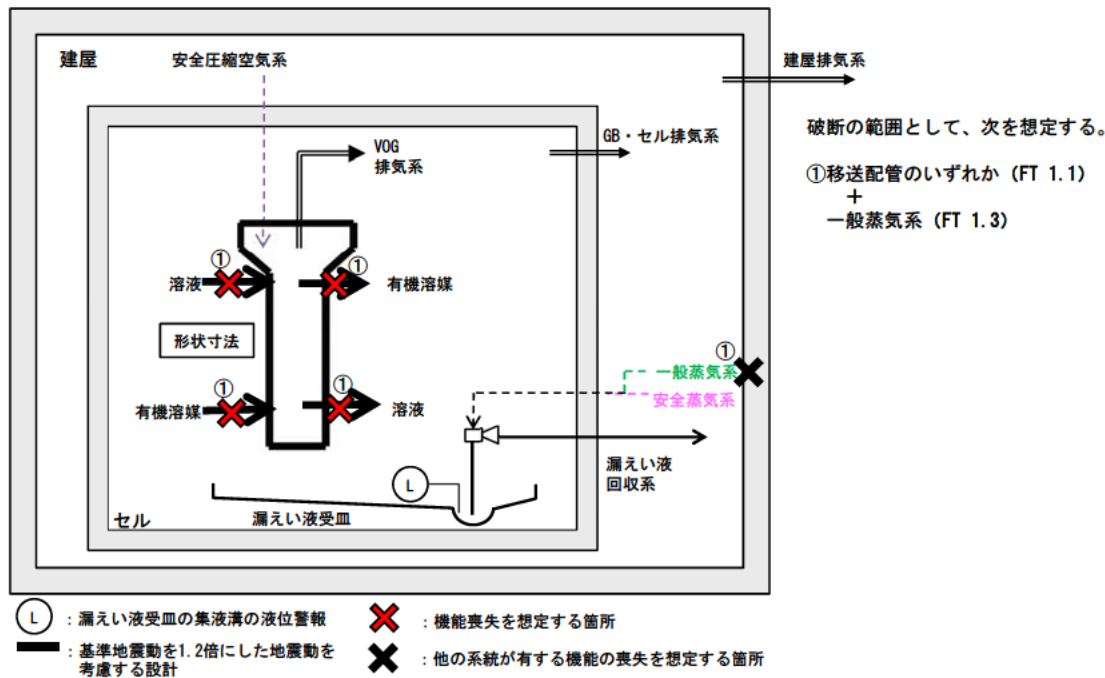 建屋
安全圧縮空気系
建屋排気系
VOG
排気系
GB・セル排気系
破断の範囲として、次を想定する。
①移送配管のいずれか（FT 1.1）
＋
一般蒸気系（FT 1.3）
①
①
溶液
有機溶媒
形状寸法
①
①
有機溶媒
溶液
①
一般蒸気系
安全蒸気系
漏えい液
回収系
L
漏えい液受皿
セル
L
：漏えい液受皿の集液溝の液位警報
：機能喪失を想定する箇所
：基準地震動を1.2倍にした地震動を
考慮する設計
：他の系統が有する機能の喪失を想定する箇所